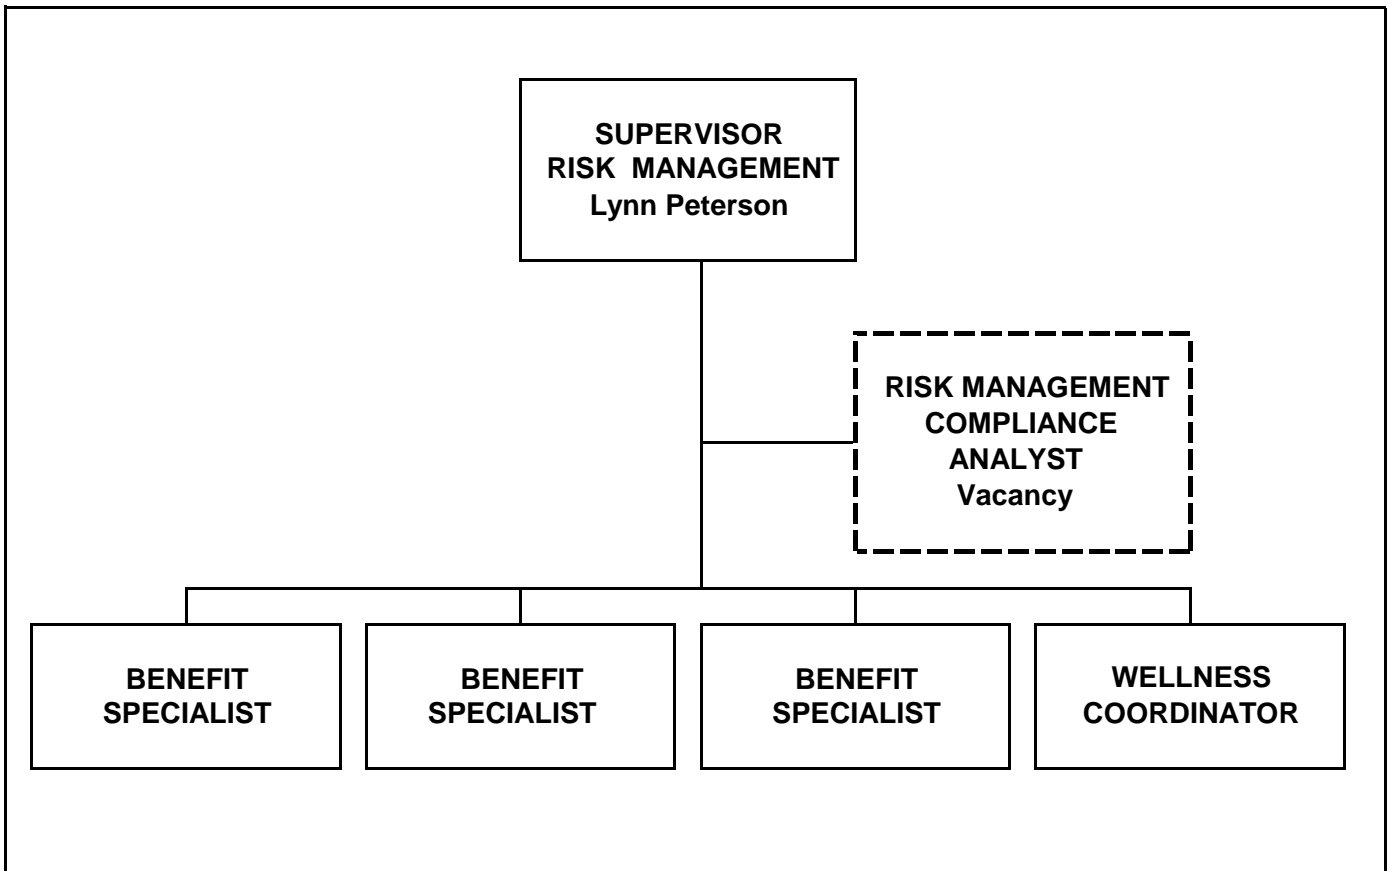 SUPERVISOR
RISK MANAGEMENT
Lynn Peterson
RISK MANAGEMENT
COMPLIANCE
ANALYST
Vacancy
BENEFIT
SPECIALIST
BENEFIT
SPECIALIST
BENEFIT
SPECIALIST
WELLNESS
COORDINATOR